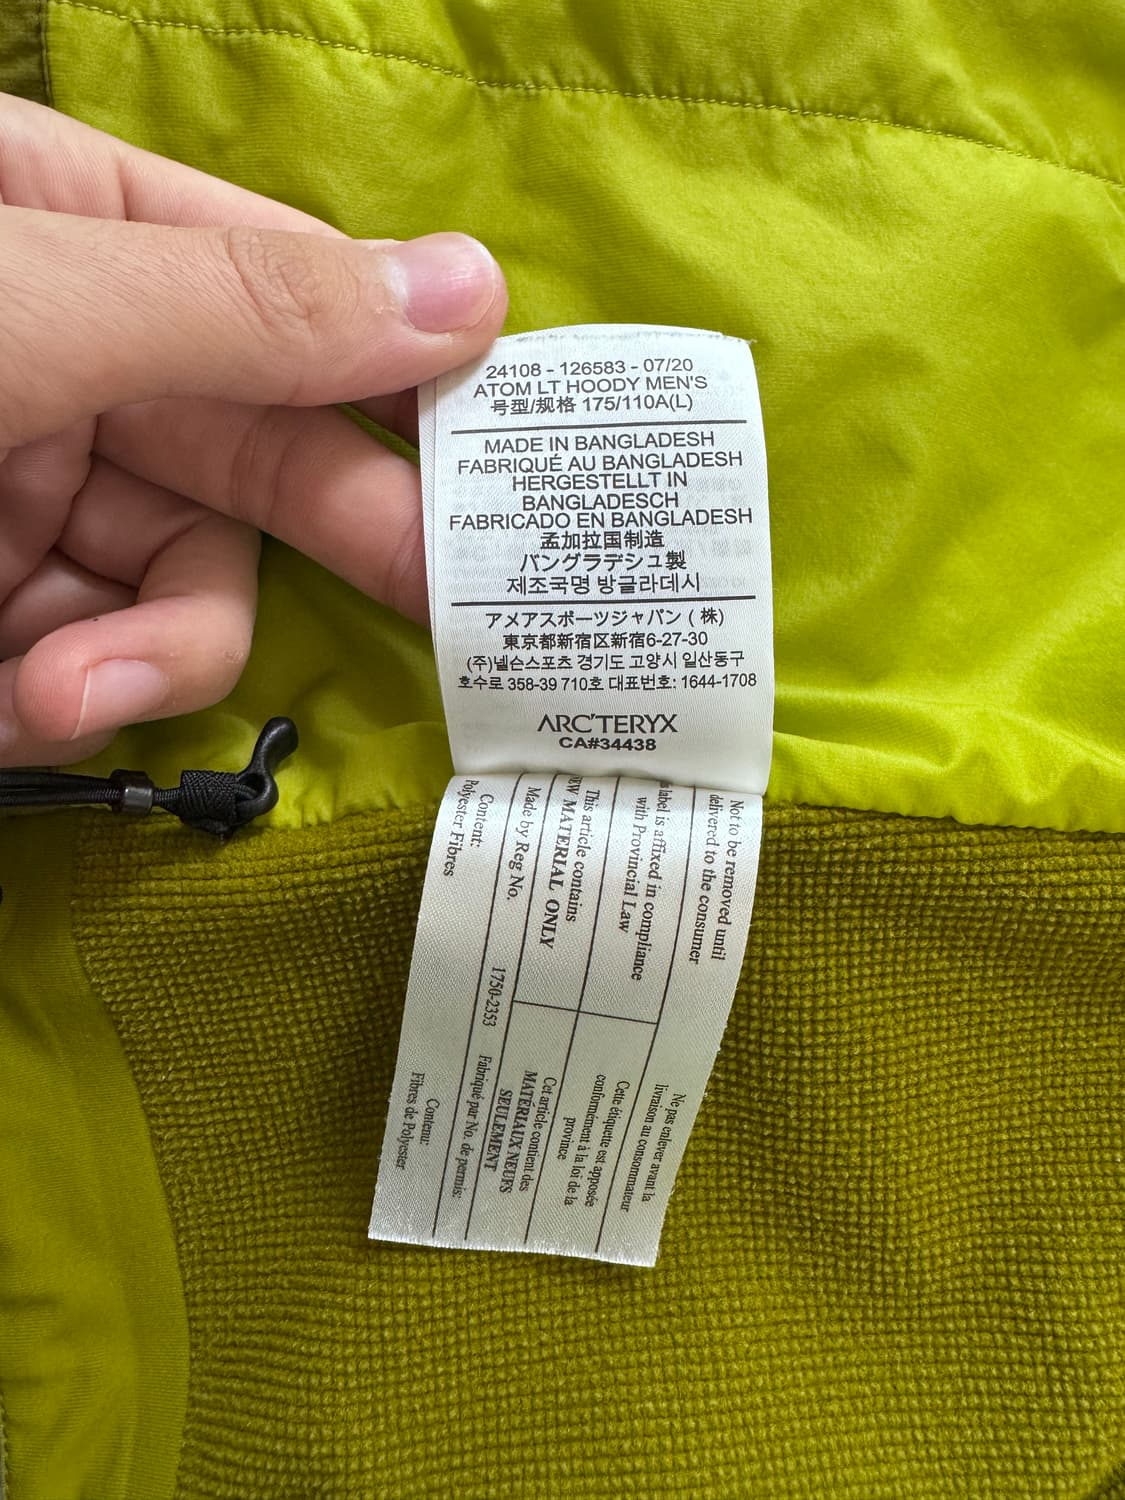 24108 - 126583 - 07/20
ATOM LT HOODY MEN'S
号型/规格 175/110A(L)
MADE IN BANGLADESH
FABRIQUÉ AU BANGLADESH
HERGESTELLT IN
BANGLADESCH
FABRICADO EN BANGLADESH
孟加拉国制造
バングラデシュ製
제조국명 방글라데시
アメアスポーツジャパン ( 株)
東京都新宿区新宿6-27-30
(주)넬슨스포츠 경기도 고양시 일산동구
호수로 358-39 710호 대표번호: 1644-1708
ARC'TERYX
CA#34438
Not to be removed until
delivered to the consumer
Ne pas enlever avant la
livraison au consommateur
label is affixed in compliance
with Provincial Law
Cette étiquette est apposée
conformément à la loi de la
province
This article contains
NEW MATERIAL ONLY
Cet article contient des
MATÉRIAUX NEUFS
SEULEMENT
Made by Reg No. 1750-2353 Fabriqué par No. de permis:
Content:
Polyester Fibres
Contenu:
Fibres de Polyester